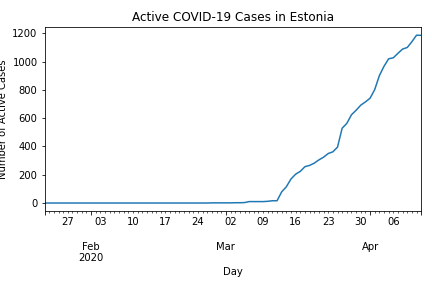 Active COVID-19 Cases in Estonia
Number of Active Cases
1200
1000
800
600
400
200
0
27 03 10 17 24 02 09 16 23 30 06
Feb Mar Apr
2020
Day